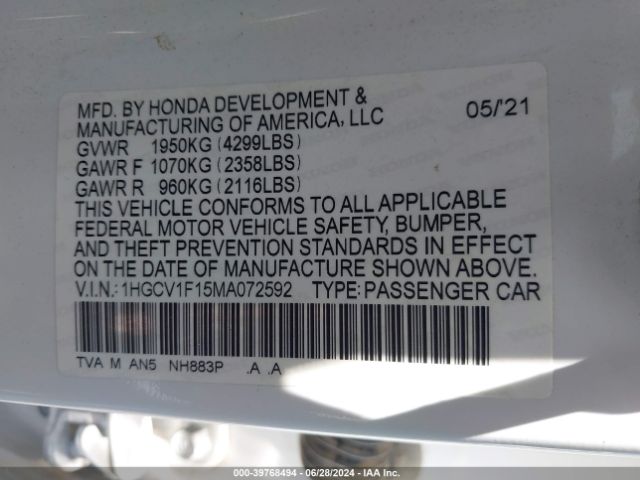 MFD. BY HONDA DEVELOPMENT &
MANUFACTURING OF AMERICA, LLC 05/'21
GVWR 1950KG (4299LBS)
GAWR F 1070KG (2358LBS)
GAWR R 960KG (2116LBS)
THIS VEHICLE CONFORMS TO ALL APPLICABLE
FEDERAL MOTOR VEHICLE SAFETY, BUMPER,
AND THEFT PREVENTION STANDARDS IN EFFECT
ON THE DATE OF MANUFACTURE SHOWN ABOVE.
V.I.N.: 1HGCV1F15MA072592 TYPE: PASSENGER CAR
TVA M AN5 NH883P .A .A
000-39768494 - 06/28/2024 - IAA Inc.